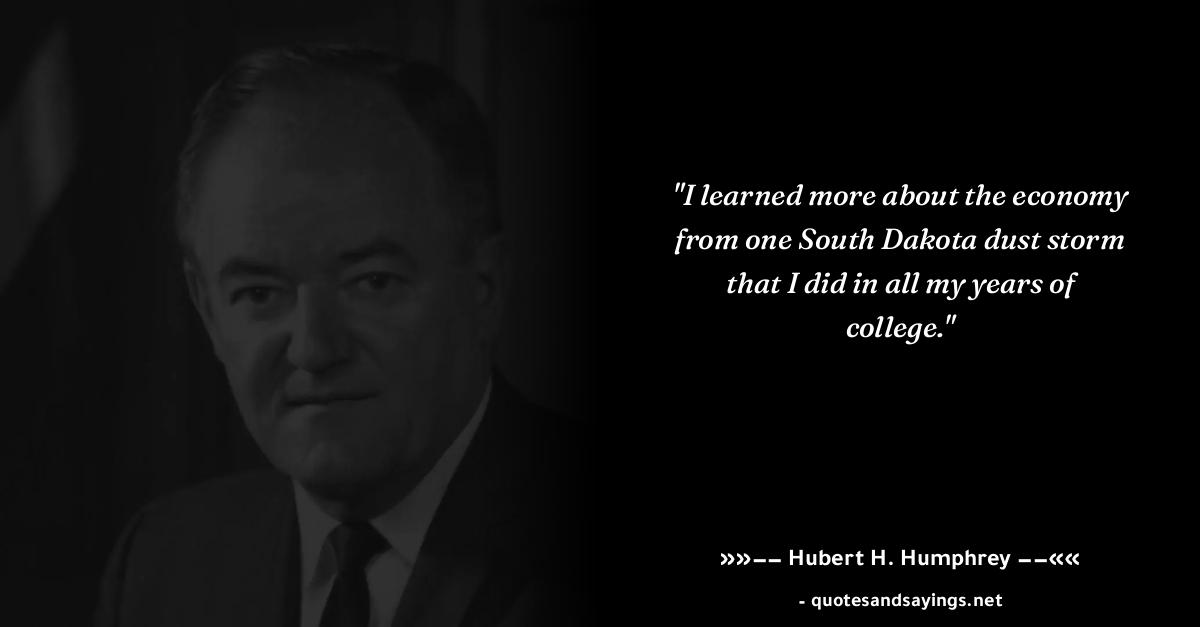 "I learned more about the economy
from one South Dakota dust storm
that I did in all my years of
college."
»»–– Hubert H. Humphrey ––««
- quotesandsayings.net